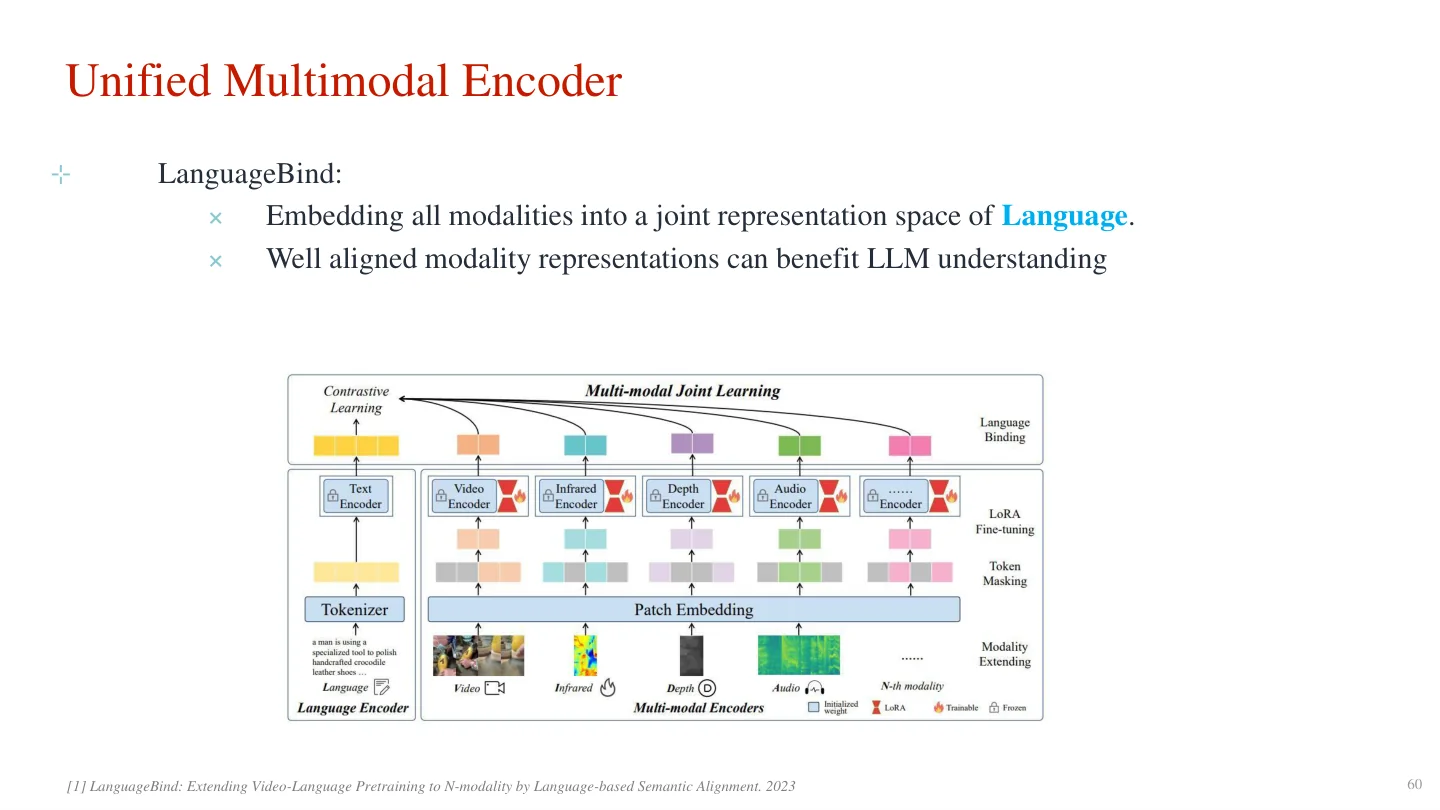 Unified Multimodal Encoder
LanguageBind:
Embedding all modalities into a joint representation space of Language.
Well aligned modality representations can benefit LLM understanding
Contrastive
Learning
Multi-modal Joint Learning
Language
Binding
Text
Encoder
Video
Encoder
Infrared
Encoder
Depth
Encoder
Audio
Encoder
......
Encoder
LoRA
Fine-tuning
Token
Masking
Tokenizer
Patch Embedding
a man is using a
specialized tool to polish
handcrafted crocodile
leather shoes ...
Modality
Extending
......
Language
Video
Infrared
Depth
D
Audio
N-th modality
Language Encoder
Multi-modal Encoders
Initialized
weight
LoRA
Trainable
Frozen
[1] LanguageBind: Extending Video-Language Pretraining to N-modality by Language-based Semantic Alignment. 2023
60